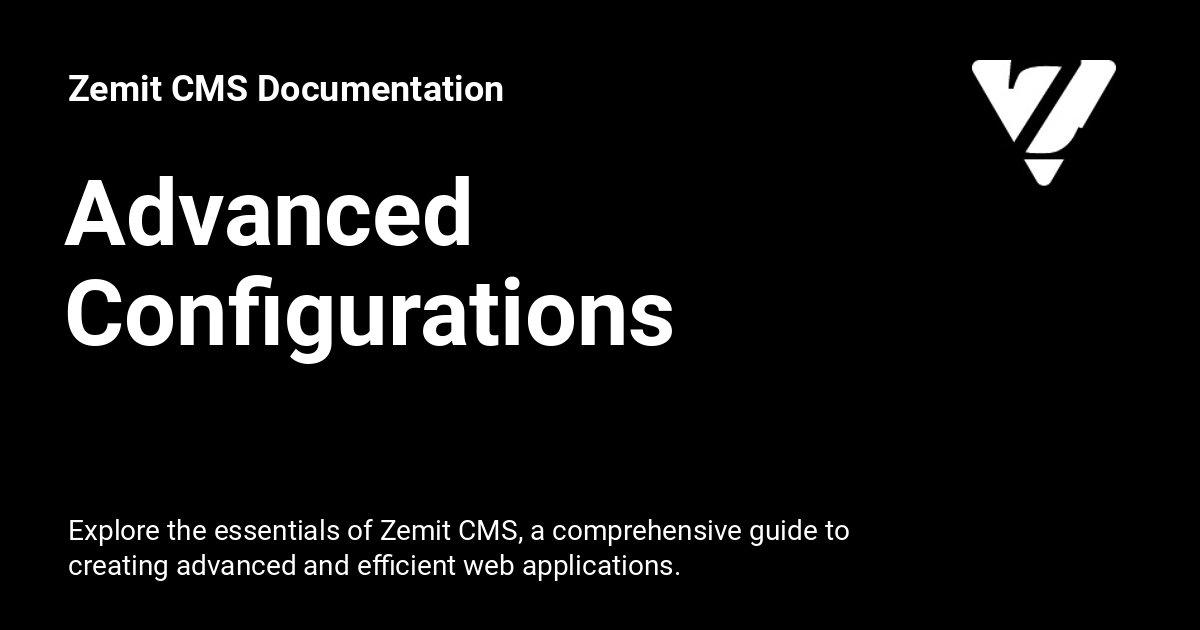 Zemit CMS Documentation
Advanced
Configurations
Explore the essentials of Zemit CMS, a comprehensive guide to
creating advanced and efficient web applications.